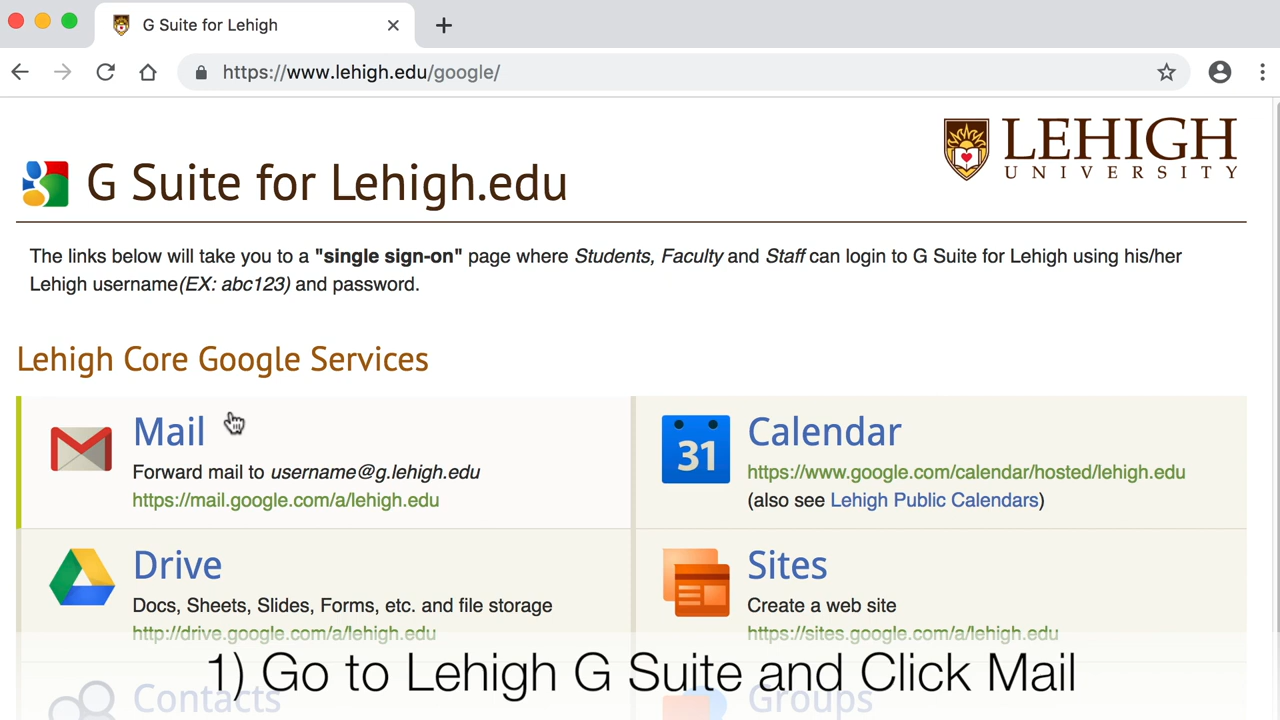 G Suite for Lehigh
https://www.lehigh.edu/google/
LEHIGH
UNIVERSITY
G Suite for Lehigh.edu
The links below will take you to a "single sign-on" page where Students, Faculty and Staff can login to G Suite for Lehigh using his/her
Lehigh username(EX: abc123) and password.
Lehigh Core Google Services
Mail
Forward mail to username@g.lehigh.edu
https://mail.google.com/a/lehigh.edu
31
Calendar
https://www.google.com/calendar/hosted/lehigh.edu
(also see Lehigh Public Calendars)
Drive
Docs, Sheets, Slides, Forms, etc. and file storage
http://drive.google.com/a/lehigh.edu
Sites
Create a web site
https://sites.google.com/a/lehigh.edu
Contacts
Groups
1) Go to Lehigh G Suite and Click Mail